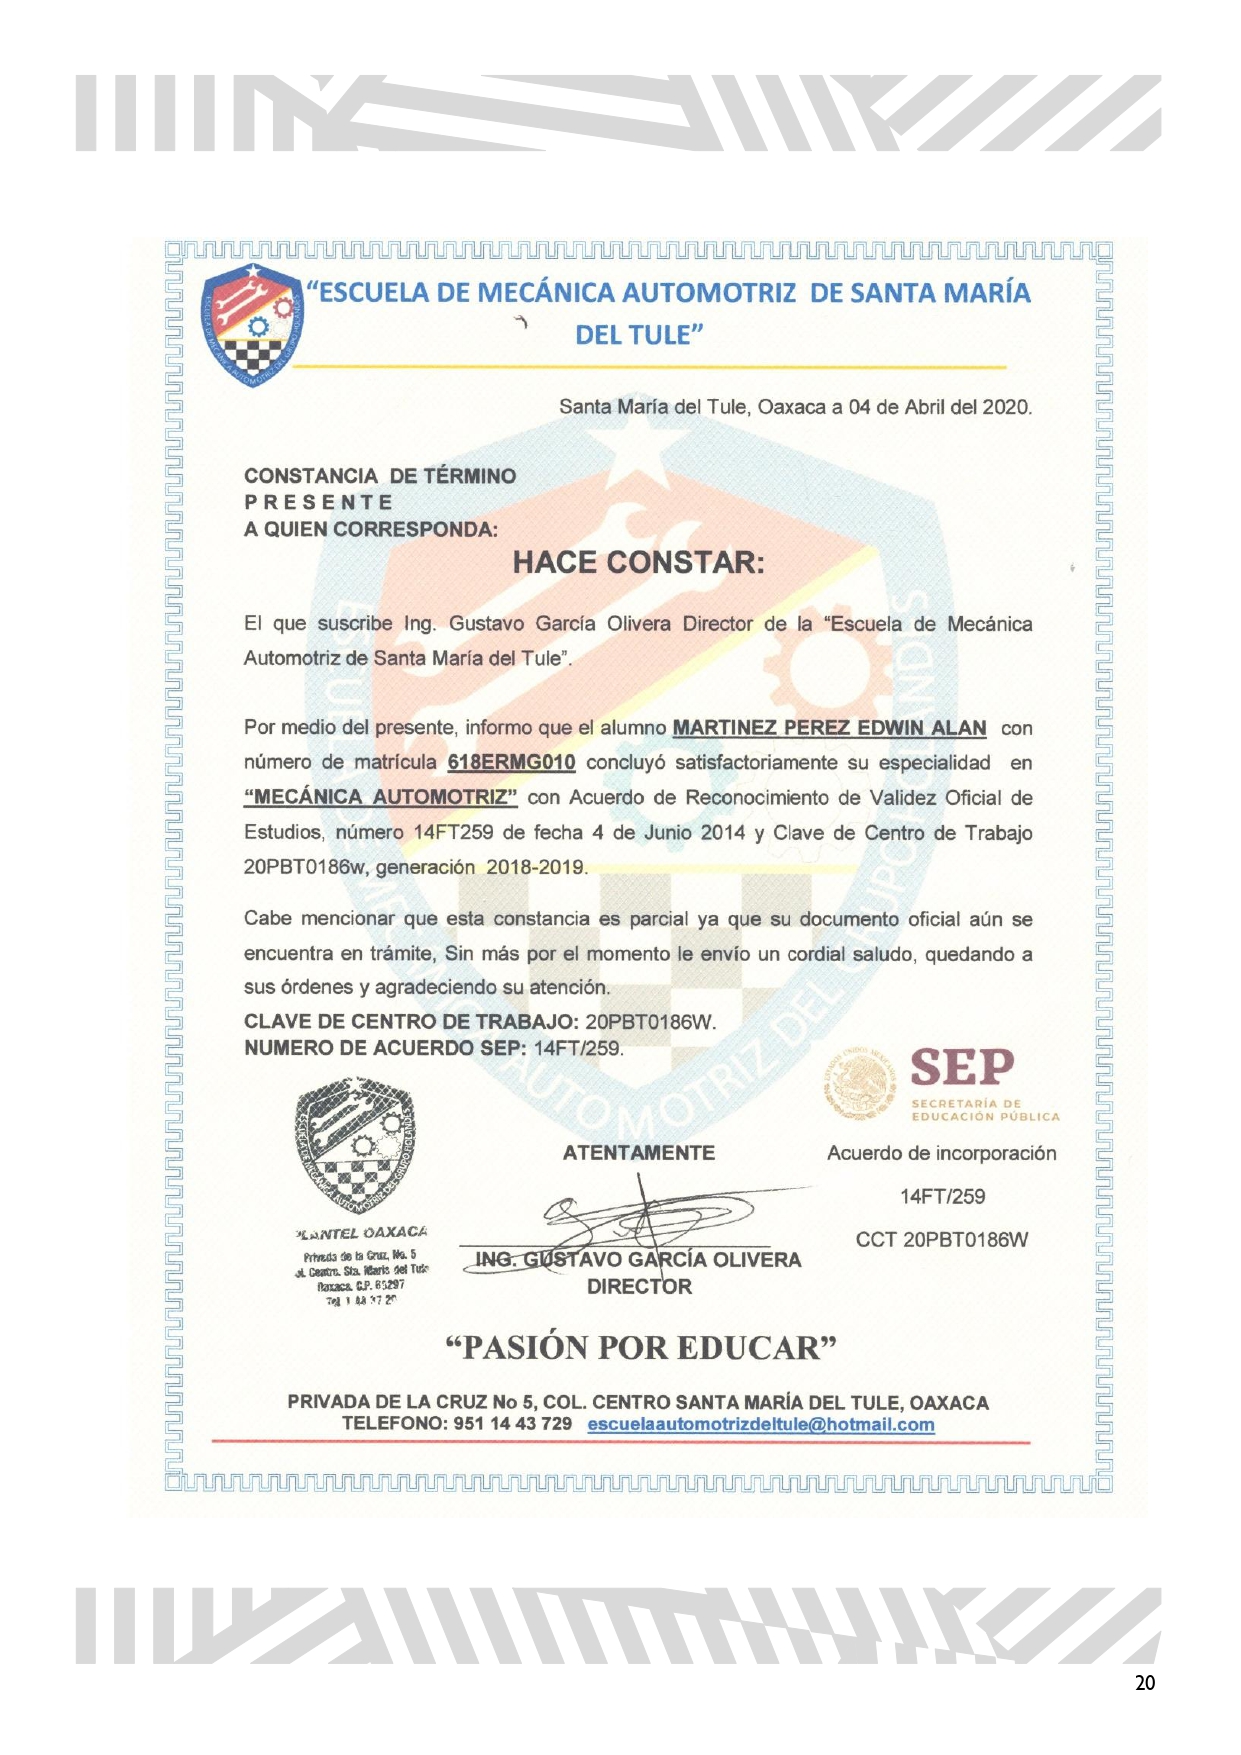 “ESCUELA DE MECÁNICA AUTOMOTRIZ DE SANTA MARÍA
DEL TULE”
Santa María del Tule, Oaxaca a 04 de Abril del 2020.
CONSTANCIA DE TÉRMINO
P R E S E N T E
A QUIEN CORRESPONDA:
HACE CONSTAR:
El que suscribe Ing. Gustavo García Olivera Director de la “Escuela de Mecánica
Automotriz de Santa María del Tule”.
Por medio del presente, informo que el alumno MARTINEZ PEREZ EDWIN ALAN con
número de matrícula 618ERMG010 concluyó satisfactoriamente su especialidad en
“MECÁNICA AUTOMOTRIZ” con Acuerdo de Reconocimiento de Validez Oficial de
Estudios, número 14FT259 de fecha 4 de Junio 2014 y Clave de Centro de Trabajo
20PBT0186w, generación 2018-2019.
Cabe mencionar que esta constancia es parcial ya que su documento oficial aún se
encuentra en trámite, Sin más por el momento le envío un cordial saludo, quedando a
sus órdenes y agradeciendo su atención.
CLAVE DE CENTRO DE TRABAJO: 20PBT0186W.
NUMERO DE ACUERDO SEP: 14FT/259.
ESCUELA DE MECANICA AUTOMOTRIZ DEL GRUPO HOLANDES
SEP
SECRETARÍA DE
EDUCACIÓN PÚBLICA
ATENTAMENTE
Acuerdo de incorporación
14FT/259
CCT 20PBT0186W
PLANTEL OAXACA
Privada de la Cruz, No. 5
Centro. Sta. María del Tule
Oaxaca. C.P. 68297
ING. GUSTAVO GARCÍA OLIVERA
DIRECTOR
“PASIÓN POR EDUCAR”
PRIVADA DE LA CRUZ No 5, COL. CENTRO SANTA MARÍA DEL TULE, OAXACA
TELEFONO: 951 14 43 729 escuelaautomotrizdeltule@hotmail.com
20